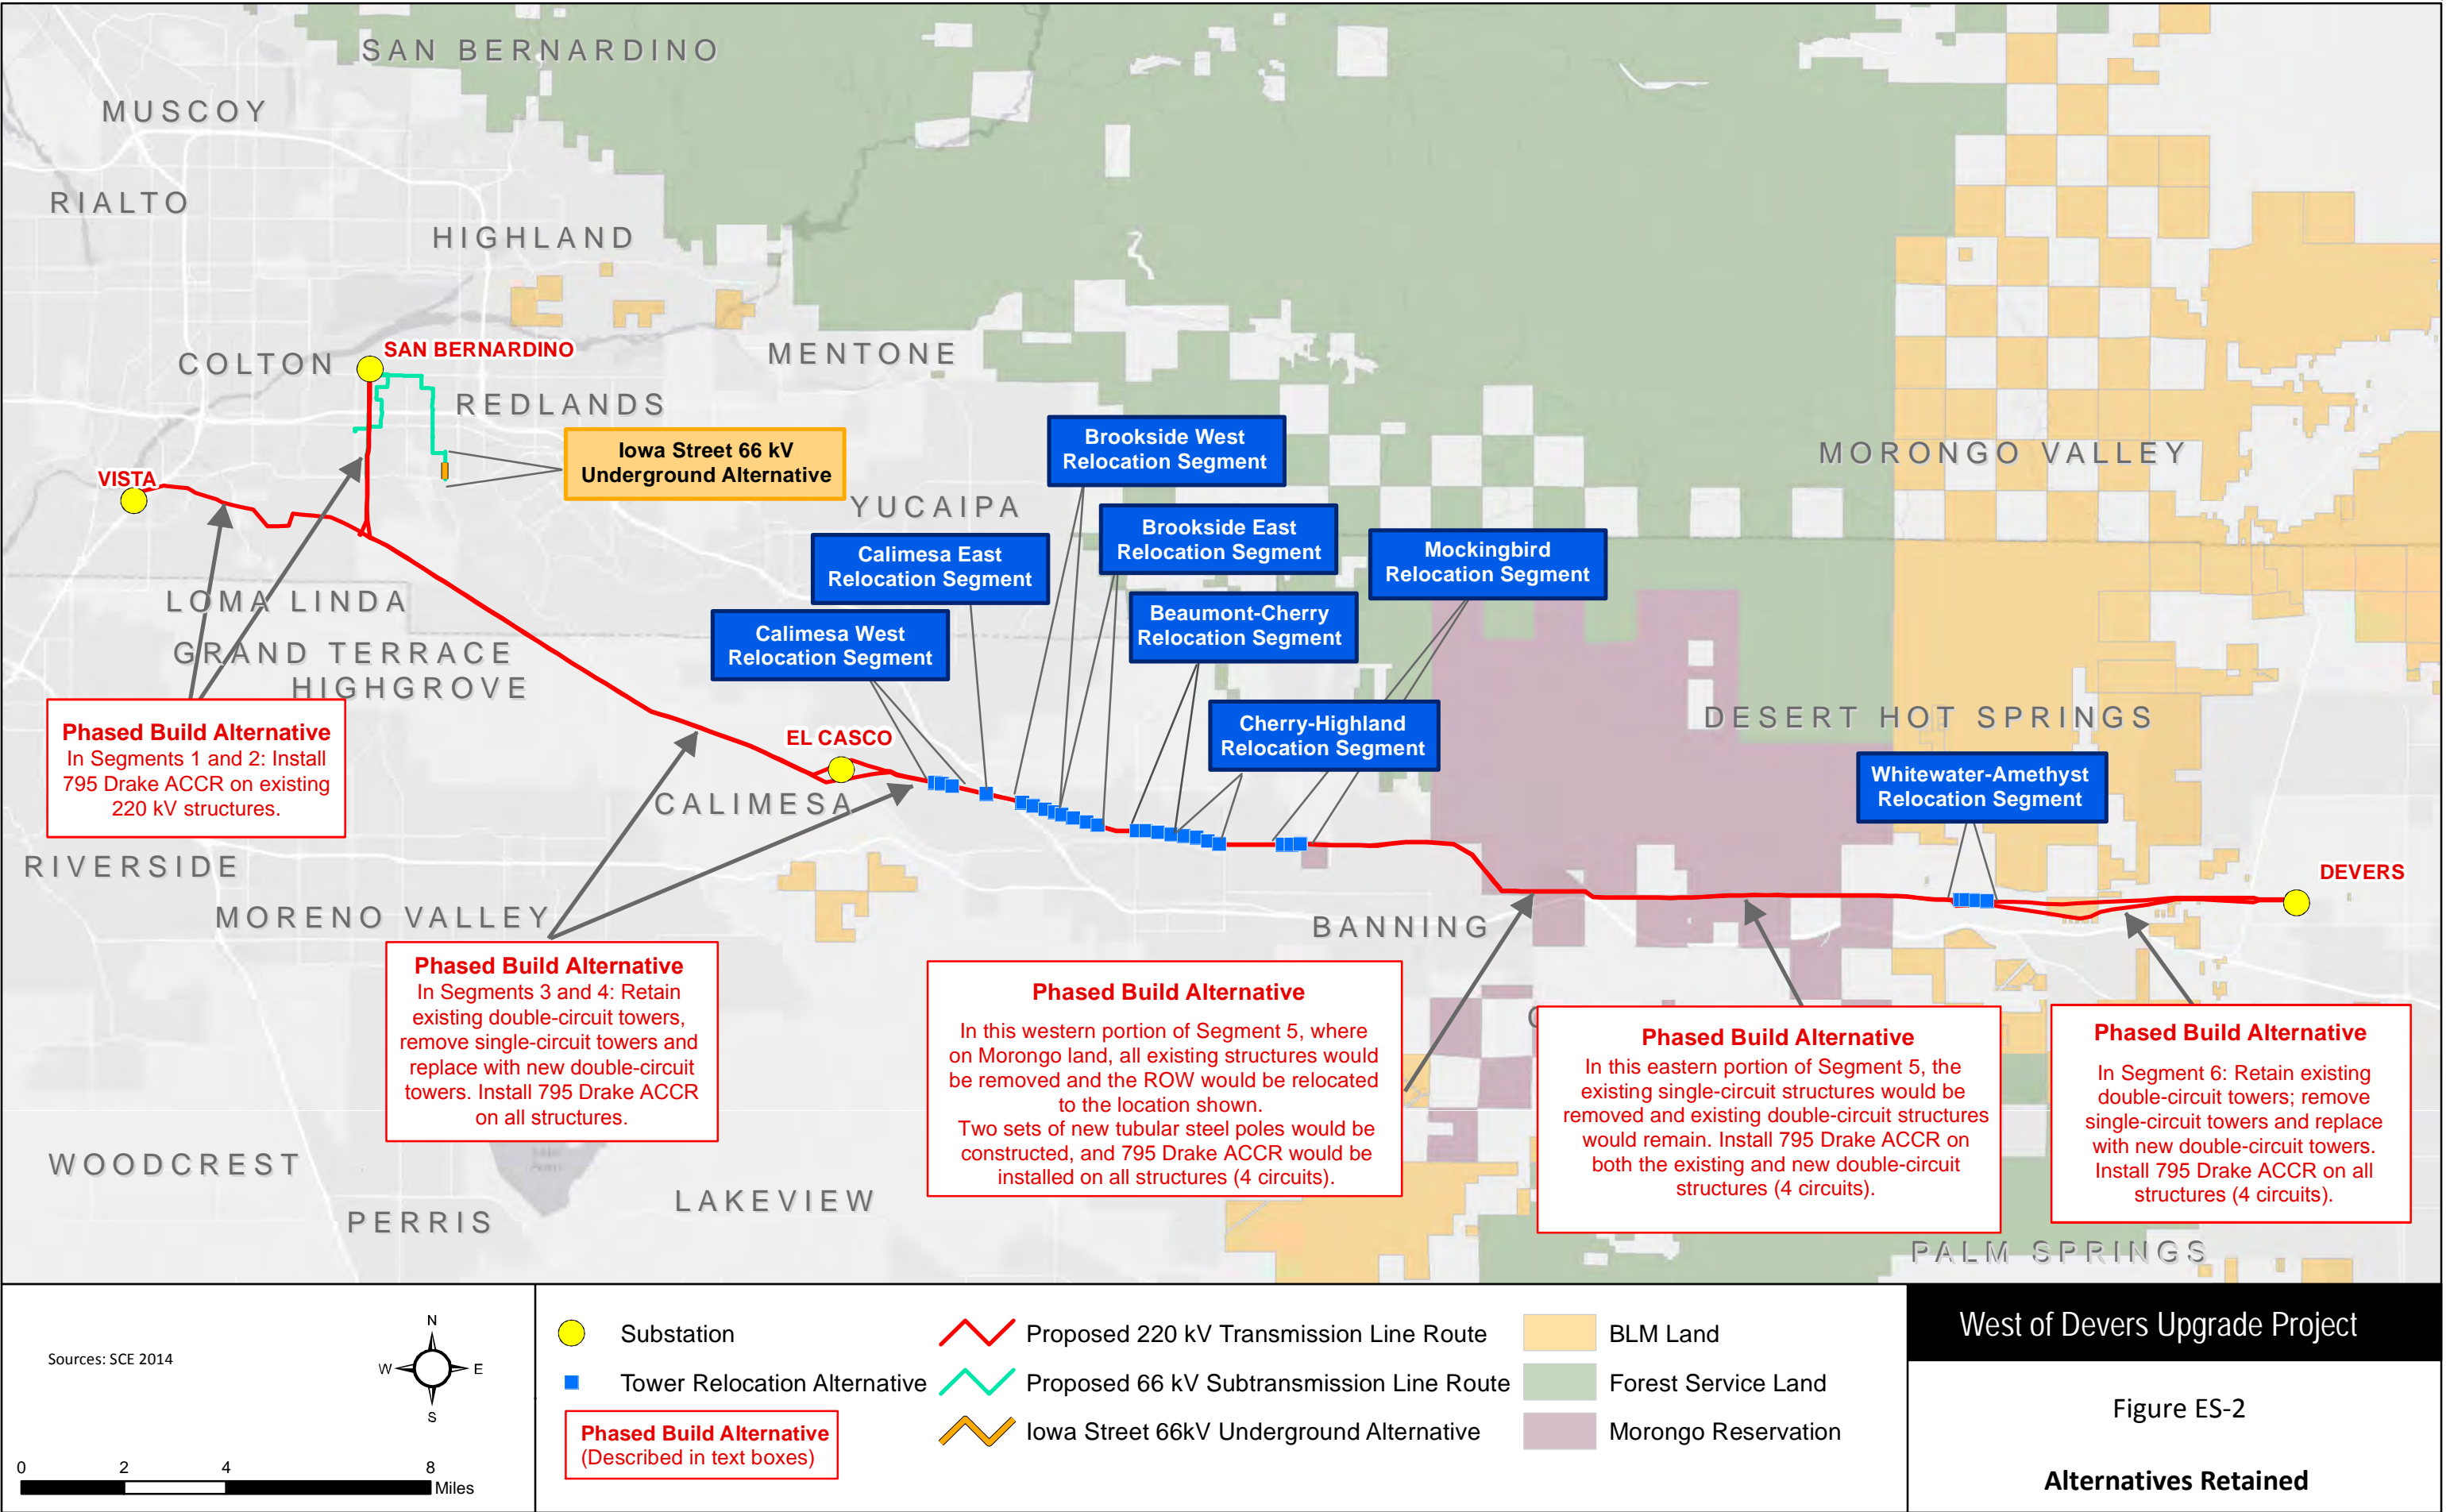 SAN BERNARDINO
MUSCOY
RIALTO
HIGHLAND
SAN BERNARDINO
COLTON
MENTONE
REDLANDS
Iowa Street 66 kV
Underground Alternative
VISTA
YUCAIPA
MORONGO VALLEY
Brookside West
Relocation Segment
Brookside East
Relocation Segment
Mockingbird
Relocation Segment
Calimesa East
Relocation Segment
Beaumont-Cherry
Relocation Segment
Calimesa West
Relocation Segment
LOMA LINDA
GRAND TERRACE
HIGHGROVE
Cherry-Highland
Relocation Segment
DESERT HOT SPRINGS
Whitewater-Amethyst
Relocation Segment
EL CASCO
CALIMESA
DEVERS
RIVERSIDE
MORENO VALLEY
BANNING
Phased Build Alternative
In Segments 1 and 2: Install
795 Drake ACCR on existing
220 kV structures.
Phased Build Alternative
In Segments 3 and 4: Retain
existing double-circuit towers,
remove single-circuit towers and
replace with new double-circuit
towers. Install 795 Drake ACCR
on all structures.
Phased Build Alternative
In this western portion of Segment 5, where
on Morongo land, all existing structures would
be removed and the ROW would be relocated
to the location shown.
Two sets of new tubular steel poles would be
constructed, and 795 Drake ACCR would be
installed on all structures (4 circuits).
Phased Build Alternative
In this eastern portion of Segment 5, the
existing single-circuit structures would be
removed and existing double-circuit structures
would remain. Install 795 Drake ACCR on
both the existing and new double-circuit
structures (4 circuits).
Phased Build Alternative
In Segment 6: Retain existing
double-circuit towers; remove
single-circuit towers and replace
with new double-circuit towers.
Install 795 Drake ACCR on all
structures (4 circuits).
WOODCREST
PERRIS
LAKEVIEW
PALM SPRINGS
Sources: SCE 2014
N
W E
S
0 2 4 8
Miles
Substation
Tower Relocation Alternative
Phased Build Alternative
(Described in text boxes)
Proposed 220 kV Transmission Line Route
Proposed 66 kV Subtransmission Line Route
Iowa Street 66kV Underground Alternative
BLM Land
Forest Service Land
Morongo Reservation
West of Devers Upgrade Project
Figure ES-2
Alternatives Retained